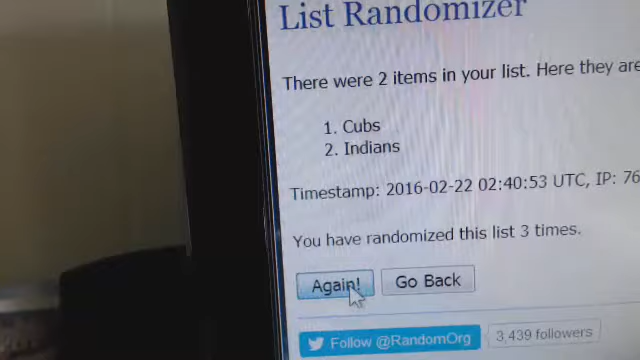 List Randomizer
There were 2 items in your list. Here they are
1. Cubs
2. Indians
Timestamp: 2016-02-22 02:40:53 UTC, IP: 76
You have randomized this list 3 times.
Again! Go Back
Follow @RandomOrg 3,439 followers